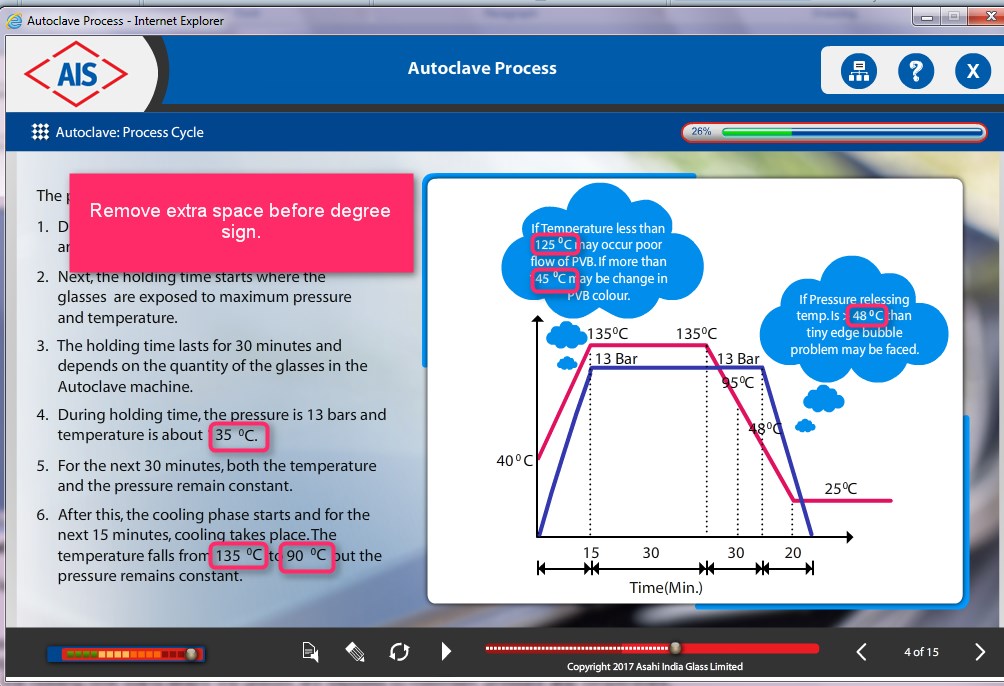 Autoclave Process - Internet Explorer
AIS
Autoclave Process
?
X
Autoclave: Process Cycle
26%
The
Remove extra space before degree
sign.
1. D
an
2. Next, the holding time starts where the
glasses are exposed to maximum pressure
and temperature.
3. The holding time lasts for 30 minutes and
depends on the quantity of the glasses in the
Autoclave machine.
4. During holding time, the pressure is 13 bars and
temperature is about 35 ⁰C.
5. For the next 30 minutes, both the temperature
and the pressure remain constant.
6. After this, the cooling phase starts and for the
next 15 minutes, cooling takes place. The
temperature falls from 135 ⁰C to 90 ⁰C but the
pressure remains constant.
If Temperature less than
125 ⁰C may occur poor
flow of PVB. If more than
45 ⁰C may be change in
PVB colour.
If Pressure relessing
temp. Is > 48 ⁰C than
tiny edge bubble
problem may be faced.
135⁰C
135⁰C
13 Bar
13 Bar
95⁰C
48⁰C
40⁰C
25⁰C
15
30
30
20
Time(Min.)
Copyright 2017 Asahi India Glass Limited
4 of 15